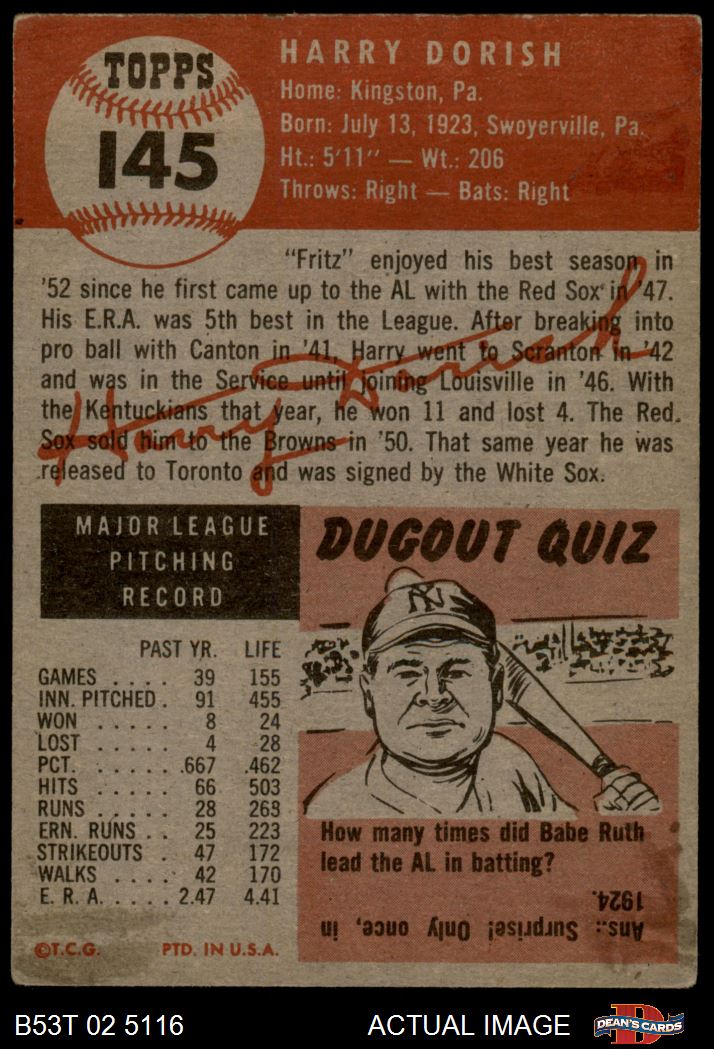 TOPPS
145
HARRY DORISH
Home: Kingston, Pa.
Born: July 13, 1923, Swoyerville, Pa.
Ht.: 5'11" — Wt.: 206
Throws: Right — Bats: Right
"Fritz" enjoyed his best season in
'52 since he first came up to the AL with the Red Sox in '47.
His E.R.A. was 5th best in the League. After breaking into
pro ball with Canton in '41, Harry went to Scranton in '42
and was in the Service until joining Louisville in '46. With
the Kentuckians that year, he won 11 and lost 4. The Red
Sox sold him to the Browns in '50. That same year he was
released to Toronto and was signed by the White Sox.
Harry Dorish
MAJOR LEAGUE
PITCHING
RECORD
PAST YR. LIFE
GAMES . . . . 39 155
INN. PITCHED . 91 455
WON . . . . . . 8 24
LOST . . . . . . 4 28
PCT. . . . . . . .667 .462
HITS . . . . . . 66 503
RUNS . . . . . 28 263
ERN. RUNS . . 25 223
STRIKEOUTS . 47 172
WALKS . . . . 42 170
E. R. A. . . . . . 2.47 4.41
©T.C.G. PTD. IN U.S.A.
DUGOUT QUIZ
NY
How many times did Babe Ruth
lead the AL in batting?
Ans.: Surprise! Only once, in
1924.
B53T 02 5116 ACTUAL IMAGE
D
DEAN'S CARDS